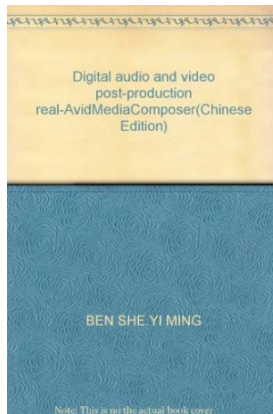 Digital audio and video
post-production
real-AvidMediaComposer(Chinese
Edition)
BEN SHE YI MING
Note: This is no the actual book cover